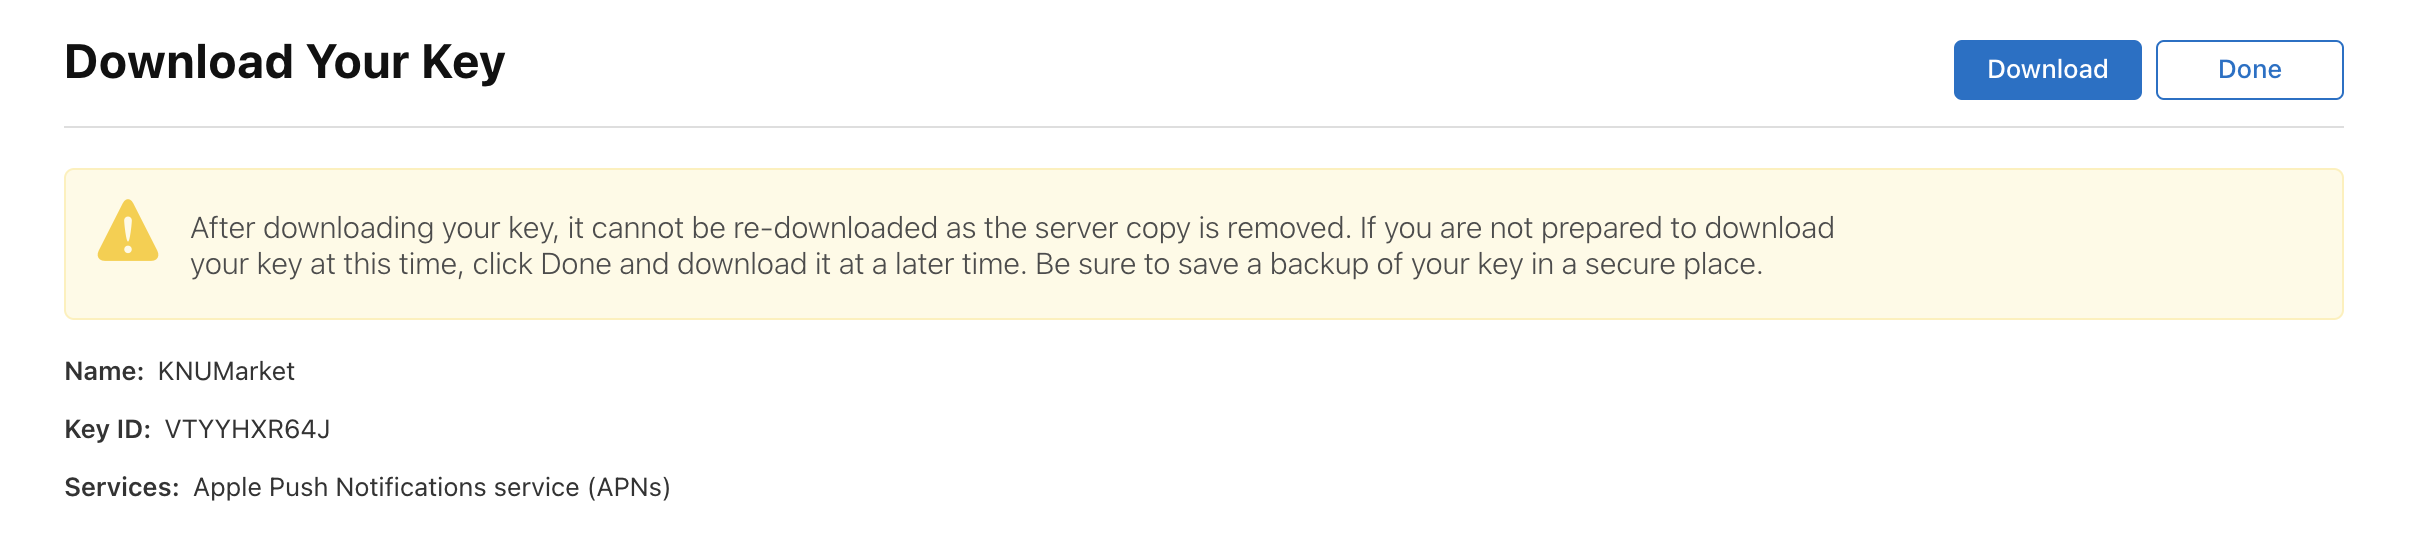 Download Your Key
Download
Done
After downloading your key, it cannot be re-downloaded as the server copy is removed. If you are not prepared to download
your key at this time, click Done and download it at a later time. Be sure to save a backup of your key in a secure place.
Name: KNUMarket
Key ID: VTYYHXR64J
Services: Apple Push Notifications service (APNs)